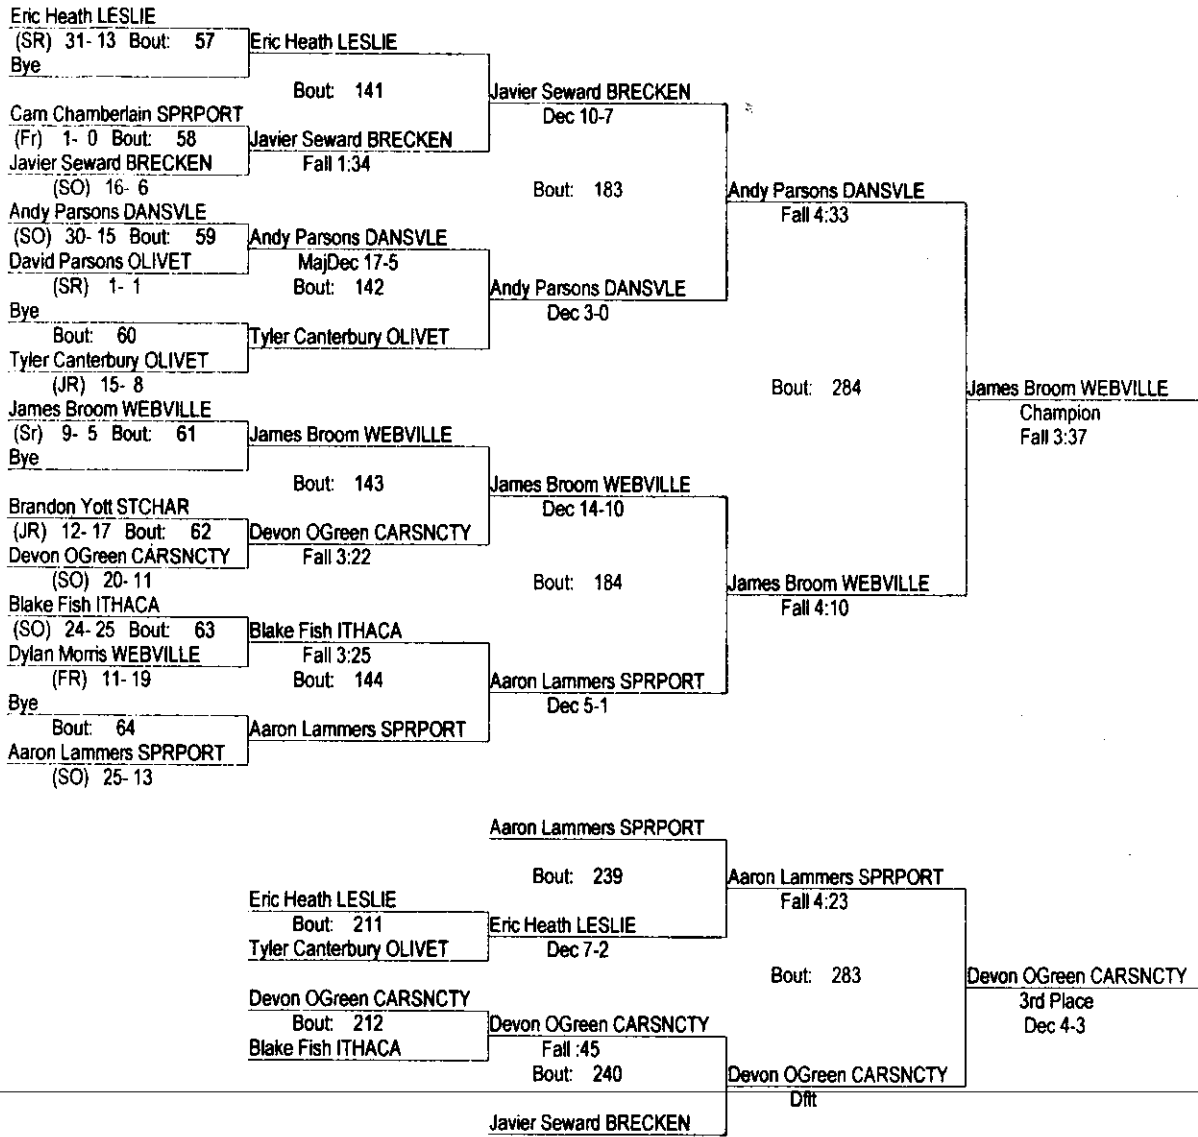 Eric Heath LESLIE
(SR) 31- 13 Bout: 57
Bye
Eric Heath LESLIE
Bout: 141
Cam Chamberlain SPRPORT
(Fr) 1- 0 Bout: 58
Javier Seward BRECKEN
(SO) 16- 6
Javier Seward BRECKEN
Fall 1:34
Javier Seward BRECKEN
Dec 10-7
Bout: 183
Andy Parsons DANSVLE
(SO) 30- 15 Bout: 59
David Parsons OLIVET
(SR) 1- 1
Andy Parsons DANSVLE
MajDec 17-5
Bout: 142
Bye
Bout: 60
Tyler Canterbury OLIVET
(JR) 15- 8
Tyler Canterbury OLIVET
Andy Parsons DANSVLE
Dec 3-0
Andy Parsons DANSVLE
Fall 4:33
Bout: 284
James Broom WEBVILLE
Champion
Fall 3:37
James Broom WEBVILLE
(Sr) 9- 5 Bout: 61
Bye
James Broom WEBVILLE
Bout: 143
Brandon Yott STCHAR
(JR) 12- 17 Bout: 62
Devon OGreen CARSNCTY
(SO) 20- 11
Devon OGreen CARSNCTY
Fall 3:22
James Broom WEBVILLE
Dec 14-10
Bout: 184
Blake Fish ITHACA
(SO) 24- 25 Bout: 63
Dylan Morris WEBVILLE
(FR) 11- 19
Blake Fish ITHACA
Fall 3:25
Bout: 144
Bye
Bout: 64
Aaron Lammers SPRPORT
(SO) 25- 13
Aaron Lammers SPRPORT
Aaron Lammers SPRPORT
Dec 5-1
James Broom WEBVILLE
Fall 4:10
Aaron Lammers SPRPORT
Bout: 239
Eric Heath LESLIE
Bout: 211
Tyler Canterbury OLIVET
Eric Heath LESLIE
Dec 7-2
Aaron Lammers SPRPORT
Fall 4:23
Bout: 283
Devon OGreen CARSNCTY
3rd Place
Dec 4-3
Devon OGreen CARSNCTY
Bout: 212
Blake Fish ITHACA
Devon OGreen CARSNCTY
Fall :45
Bout: 240
Javier Seward BRECKEN
Devon OGreen CARSNCTY
Dftt